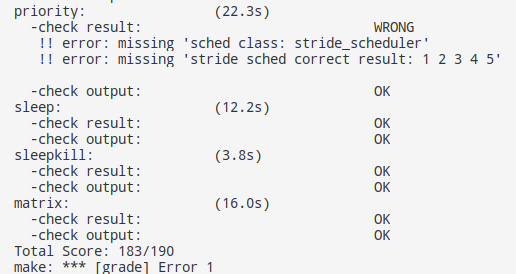 priority: (22.3s)
-check result: WRONG
!! error: missing 'sched class: stride_scheduler'
!! error: missing 'stride sched correct result: 1 2 3 4 5'
-check output: OK
sleep: (12.2s)
-check result: OK
-check output: OK
sleepkill: (3.8s)
-check result: OK
-check output: OK
matrix: (16.0s)
-check result: OK
-check output: OK
Total Score: 183/190
make: *** [grade] Error 1